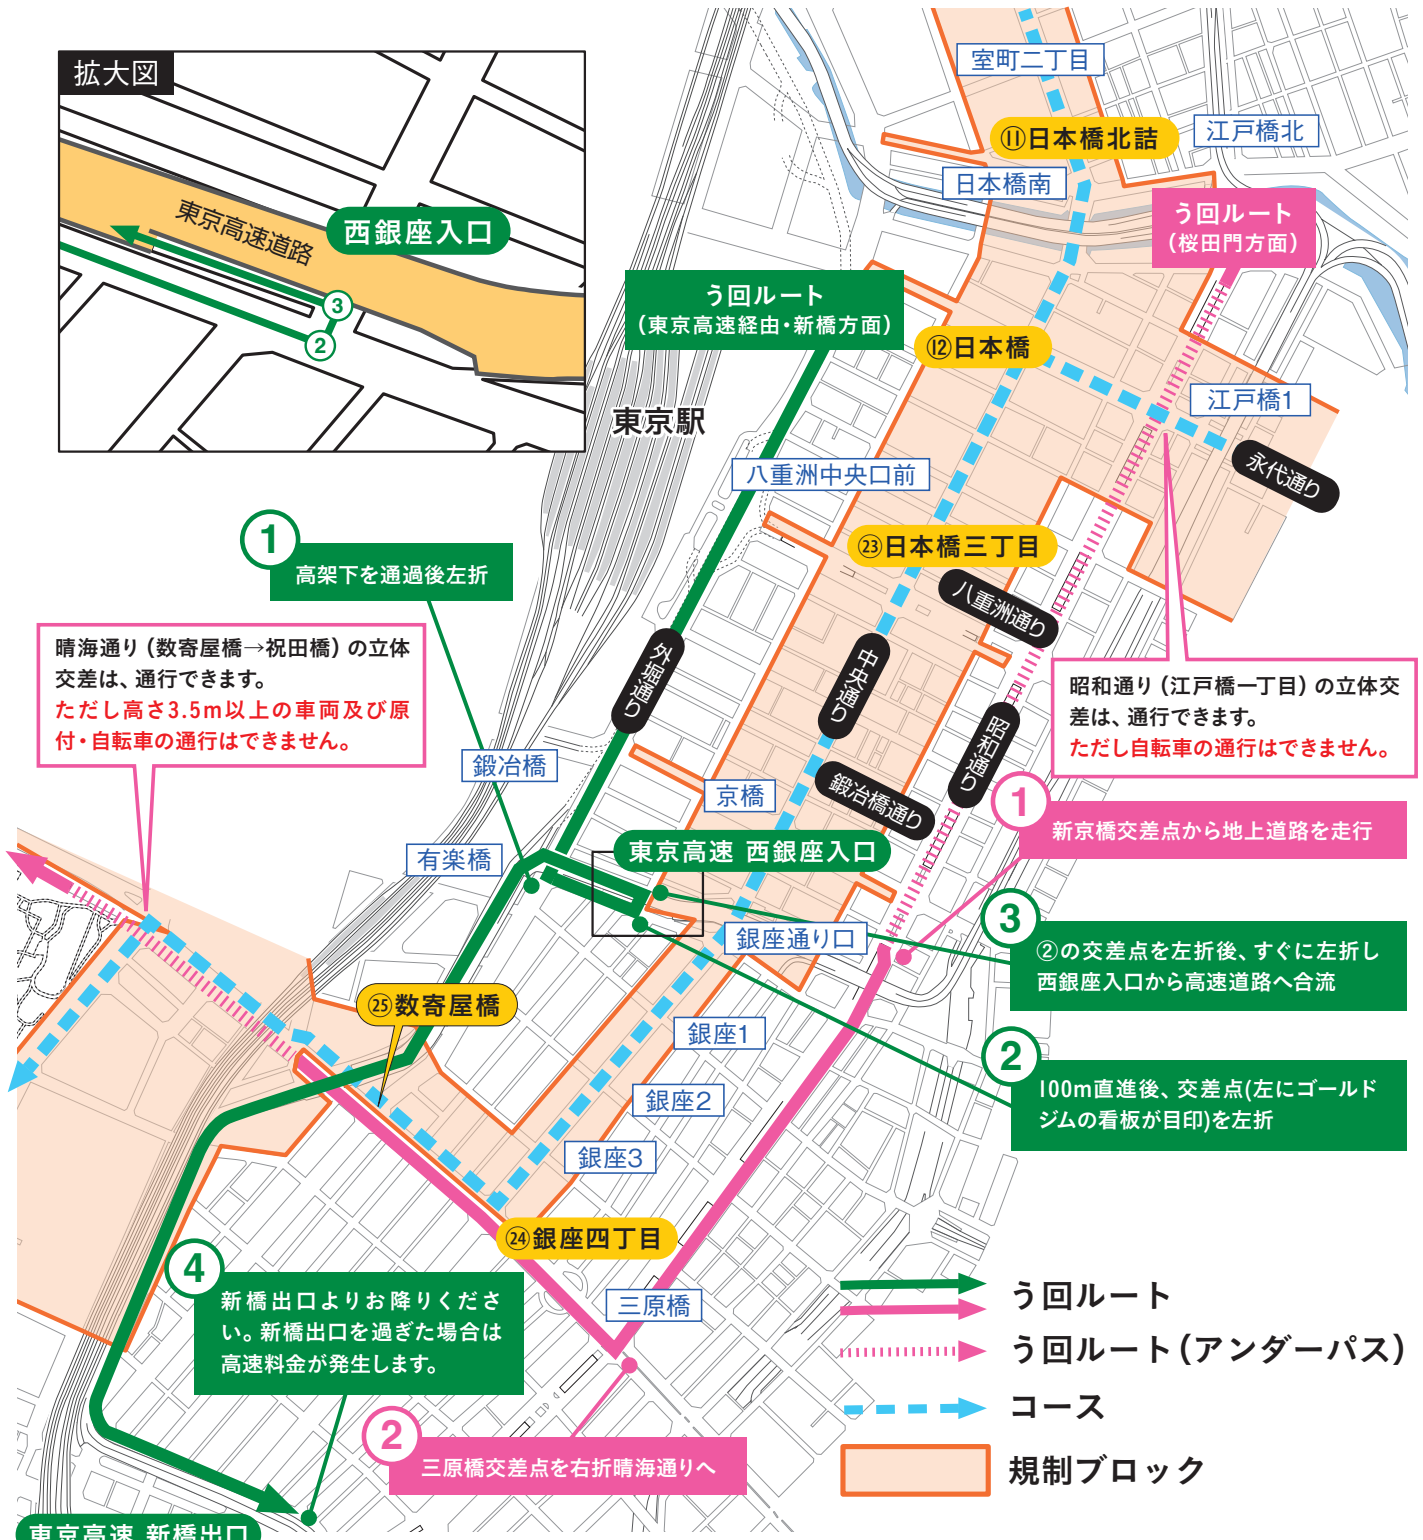 拡大図
東京高速道路
西銀座入口
3
2
室町二丁目
⑪日本橋北詰
江戸橋北
日本橋南
う回ルート
(桜田門方面)
う回ルート
(東京高速経由・新橋方面)
⑫日本橋
江戸橋1
東京駅
八重洲中央口前
永代通り
㉓日本橋三丁目
1
高架下を通過後左折
八重洲通り
外堀通り
中央通り
晴海通り(数寄屋橋→祝田橋)の立体
交差は、通行できます。
ただし高さ3.5m以上の車両及び原
付・自転車の通行はできません。
昭和通り(江戸橋一丁目)の立体交
差は、通行できます。
ただし自転車の通行はできません。
昭和通り
鍛冶橋
京橋
鍛冶橋通り
1
新京橋交差点から地上道路を走行
有楽橋
東京高速 西銀座入口
銀座通り口
3
②の交差点を左折後、すぐに左折し
西銀座入口から高速道路へ合流
㉕数寄屋橋
銀座1
2
100m直進後、交差点(左にゴールド
ジムの看板が目印)を左折
銀座2
銀座3
㉔銀座四丁目
4
新橋出口よりお降りくださ
い。新橋出口を過ぎた場合は
高速料金が発生します。
三原橋
2
三原橋交差点を右折晴海通りへ
う回ルート
う回ルート(アンダーパス)
コース
規制ブロック
東京高速 新橋出口